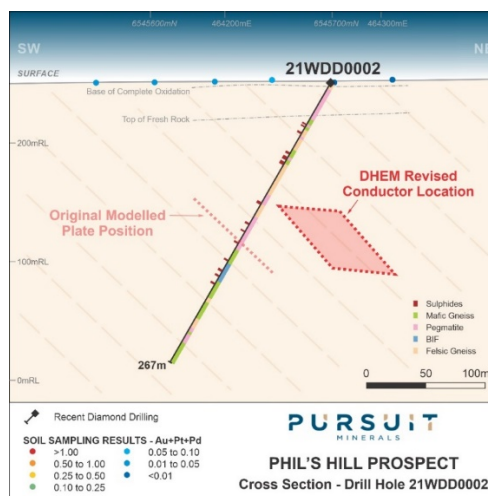 6545600mN 464200mE 6545700mN 464300mE
SW
NE
21WDD0002
SURFACE
Base of Complete Oxidation
Top of Fresh Rock
200mRL
DHEM Revised
Conductor Location
Original Modelled
Plate Position
100mRL
Sulphides
Mafic Gneiss
Pegmatite
BIF
Felsic Gneiss
267m
0mRL
0 50 100m
Recent Diamond Drilling
SOIL SAMPLING RESULTS - Au+Pt+Pd
>1.00
0.50 to 1.00
0.25 to 0.50
0.10 to 0.25
0.05 to 0.10
0.01 to 0.05
<0.01
PURSUIT
MINERALS
PHIL'S HILL PROSPECT
Cross Section - Drill Hole 21WDD0002